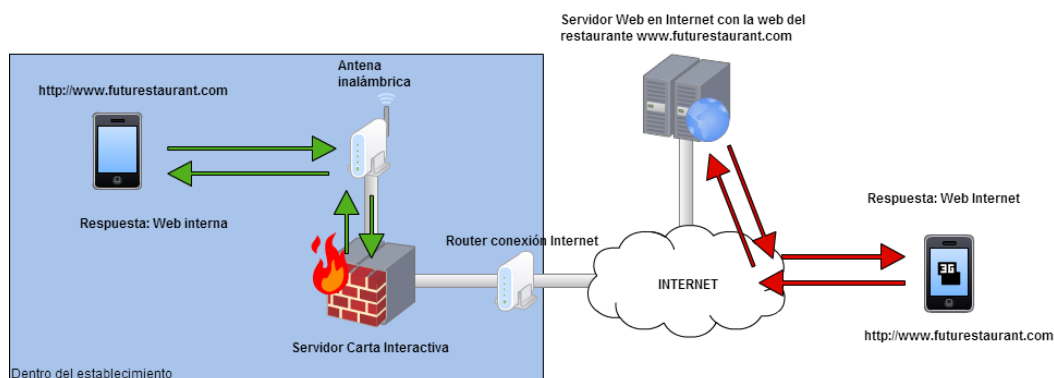 Servidor Web en Internet con la web del
restaurante www.futurestaurant.com
Antena
inalámbrica
http://www.futurestaurant.com
Respuesta: Web interna
Respuesta: Web Internet
Router conexión Internet
INTERNET
3G
http://www.futurestaurant.com
Servidor Carta Interactiva
Dentro del establecimiento